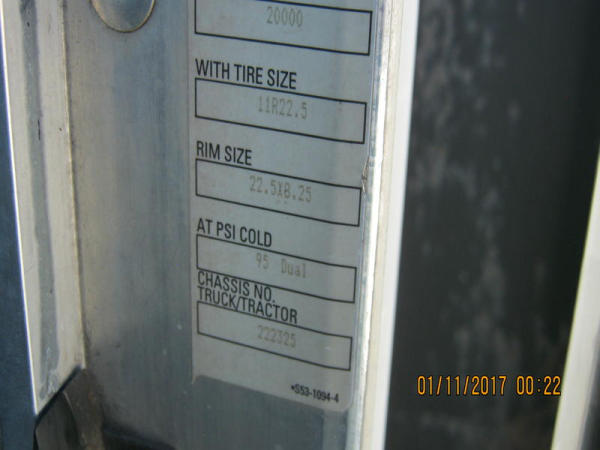 20000
WITH TIRE SIZE
11R22.5
RIM SIZE
22.5X8.25
AT PSI COLD
95 Dual
CHASSIS NO.
TRUCK/TRACTOR
222325
*S53-1094-4
01/11/2017 00:22